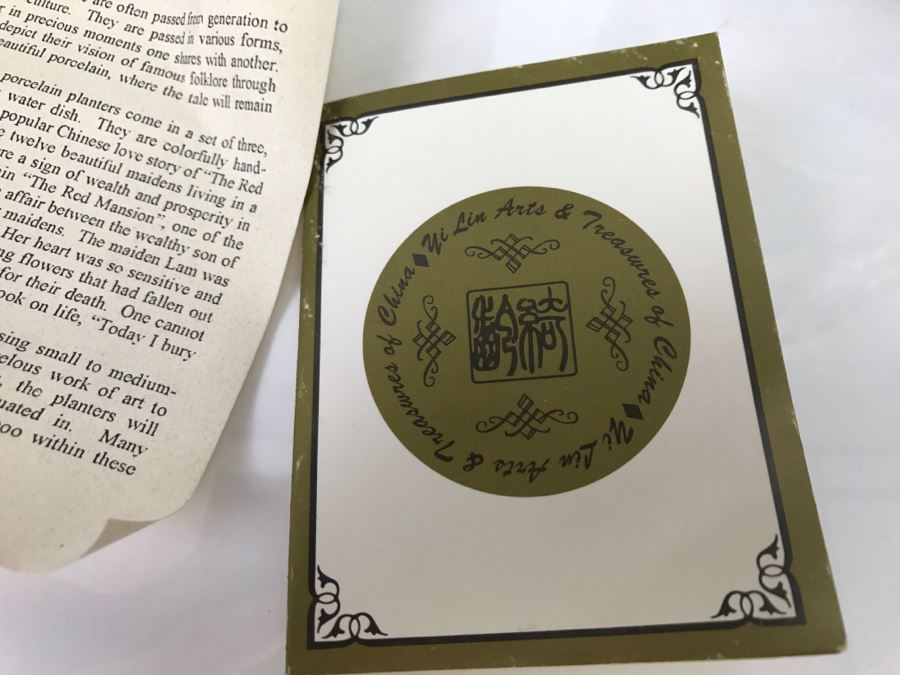 culture. They are often passed from generation to
in precious moments one shares with another.
They are passed in various forms,
depict their vision of famous folklore through
beautiful porcelain, where the tale will remain
porcelain planters come in a set of three,
water dish. They are colorfully hand-
popular Chinese love story of "The Red
twelve beautiful maidens living in a
a sign of wealth and prosperity in
in "The Red Mansion", one of the
affair between the wealthy son of
maidens. The maiden Lam was
Her heart was so sensitive and
flowers that had fallen out
for their death. One cannot
on life, "Today I bury
small to medium-
work of art to
the planters will
in. Many
within these
Yi Lin Arts & Treasures of China ♦ Yi Lin Arts & Treasures of China ♦